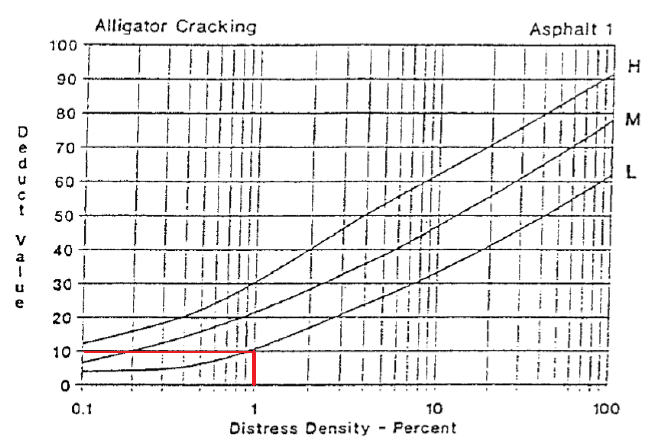 Alligator Cracking Asphalt 1
100
90
80
70
60
50
40
30
20
10
0
H
M
L
Deduct Value
0.1 1 10 100
Distress Density - Percent